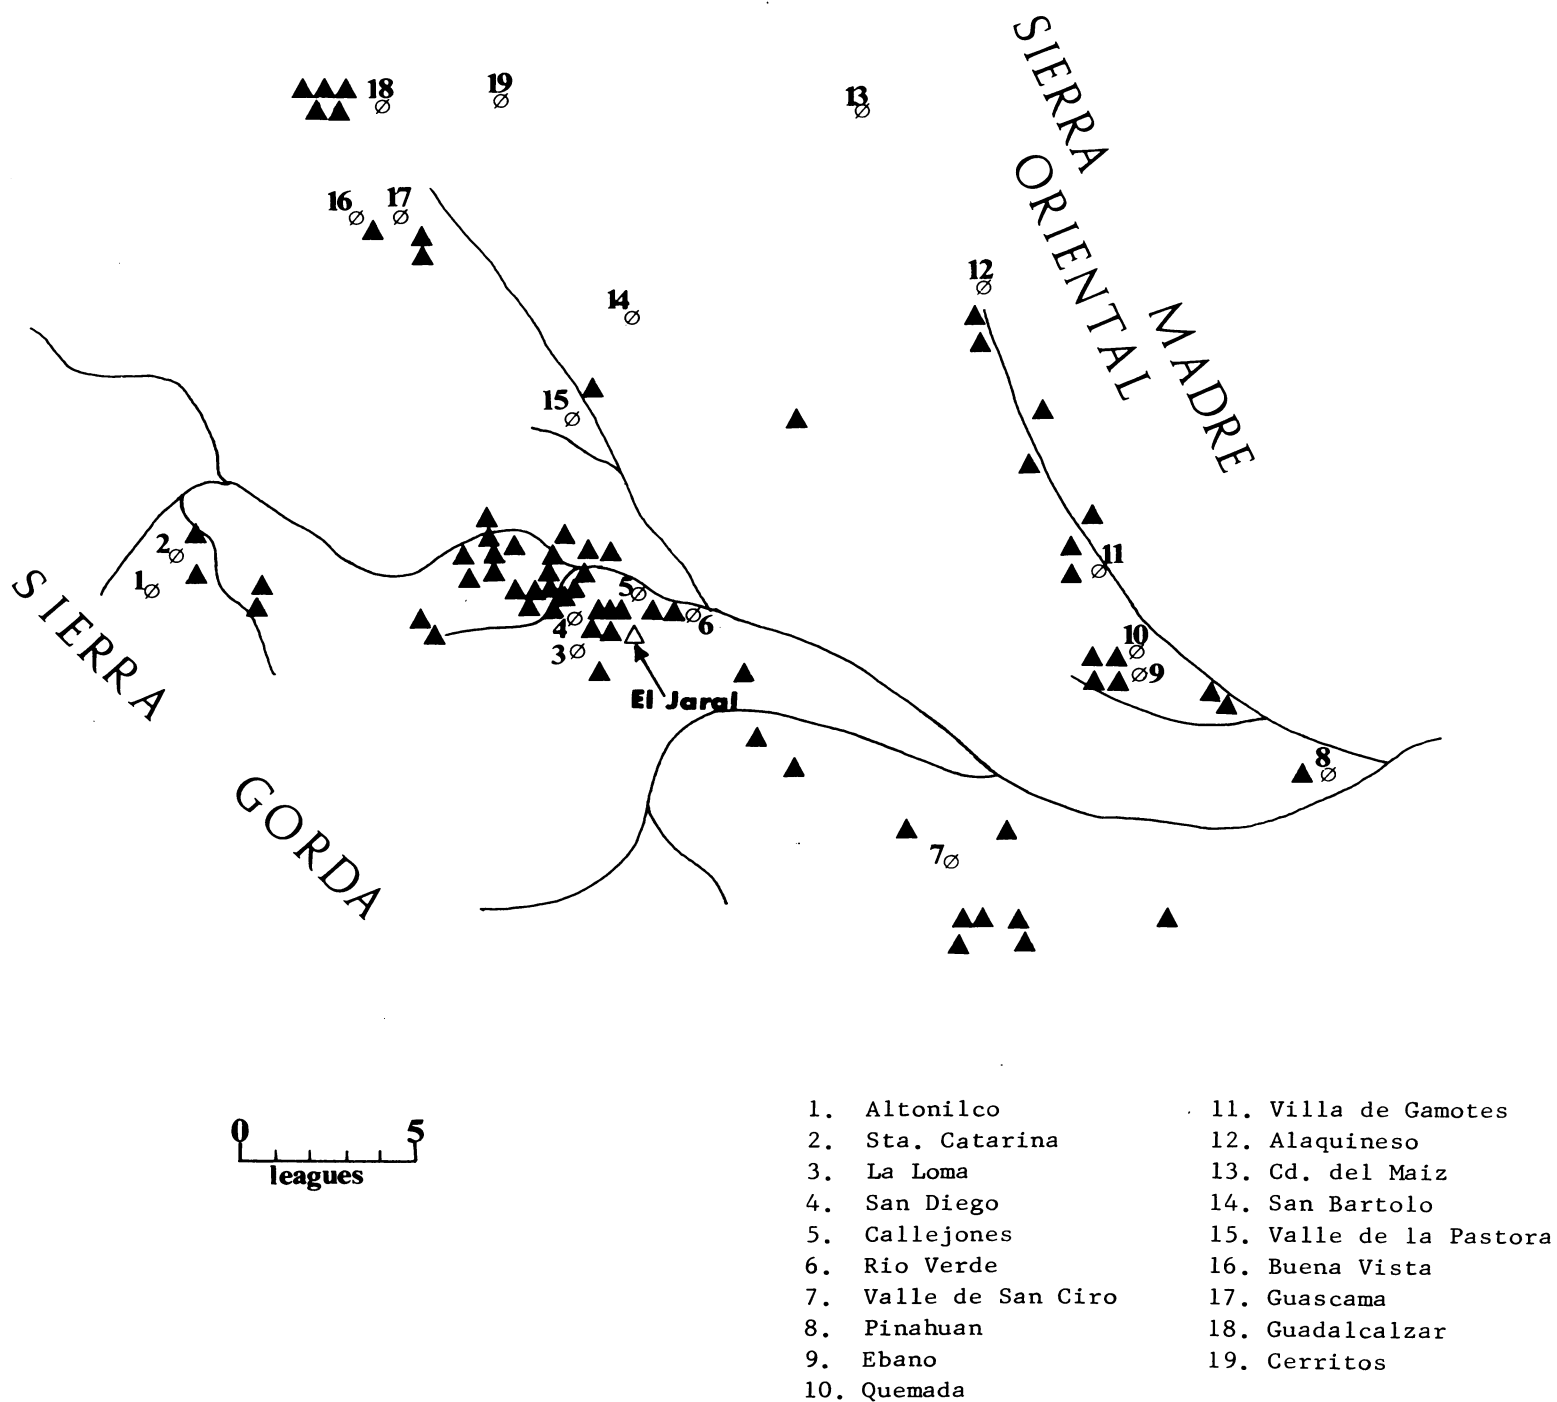 SIERRA MADRE ORIENTAL
18
19
13
16
17
12
14
15
2
1
11
5
4
6
3
10
9
El Jaral
8
7
SIERRA GORDA
0 5
leagues
1. Altonilco
2. Sta. Catarina
3. La Loma
4. San Diego
5. Callejones
6. Rio Verde
7. Valle de San Ciro
8. Pinahuan
9. Ebano
10. Quemada
11. Villa de Gamotes
12. Alaquineso
13. Cd. del Maiz
14. San Bartolo
15. Valle de la Pastora
16. Buena Vista
17. Guascama
18. Guadalcalzar
19. Cerritos